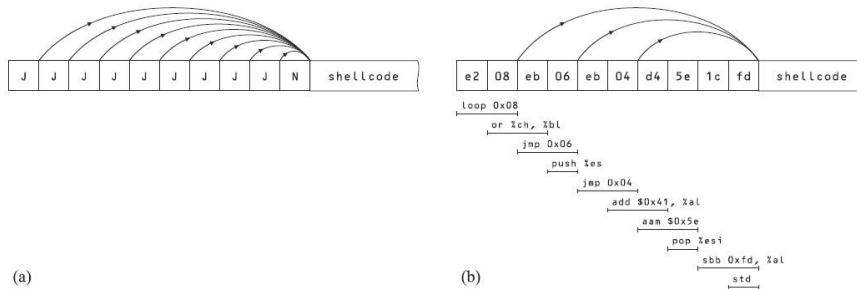 J J J J J J J J J N shellcode
e2 08 eb 06 eb 04 d4 5e 1c fd shellcode
loop 0x08
or %ch, %bl
jmp 0x06
push %es
jmp 0x04
add $0x41, %al
aam $0x5e
pop %esi
sbb 0xfd, %al
std
(a)
(b)